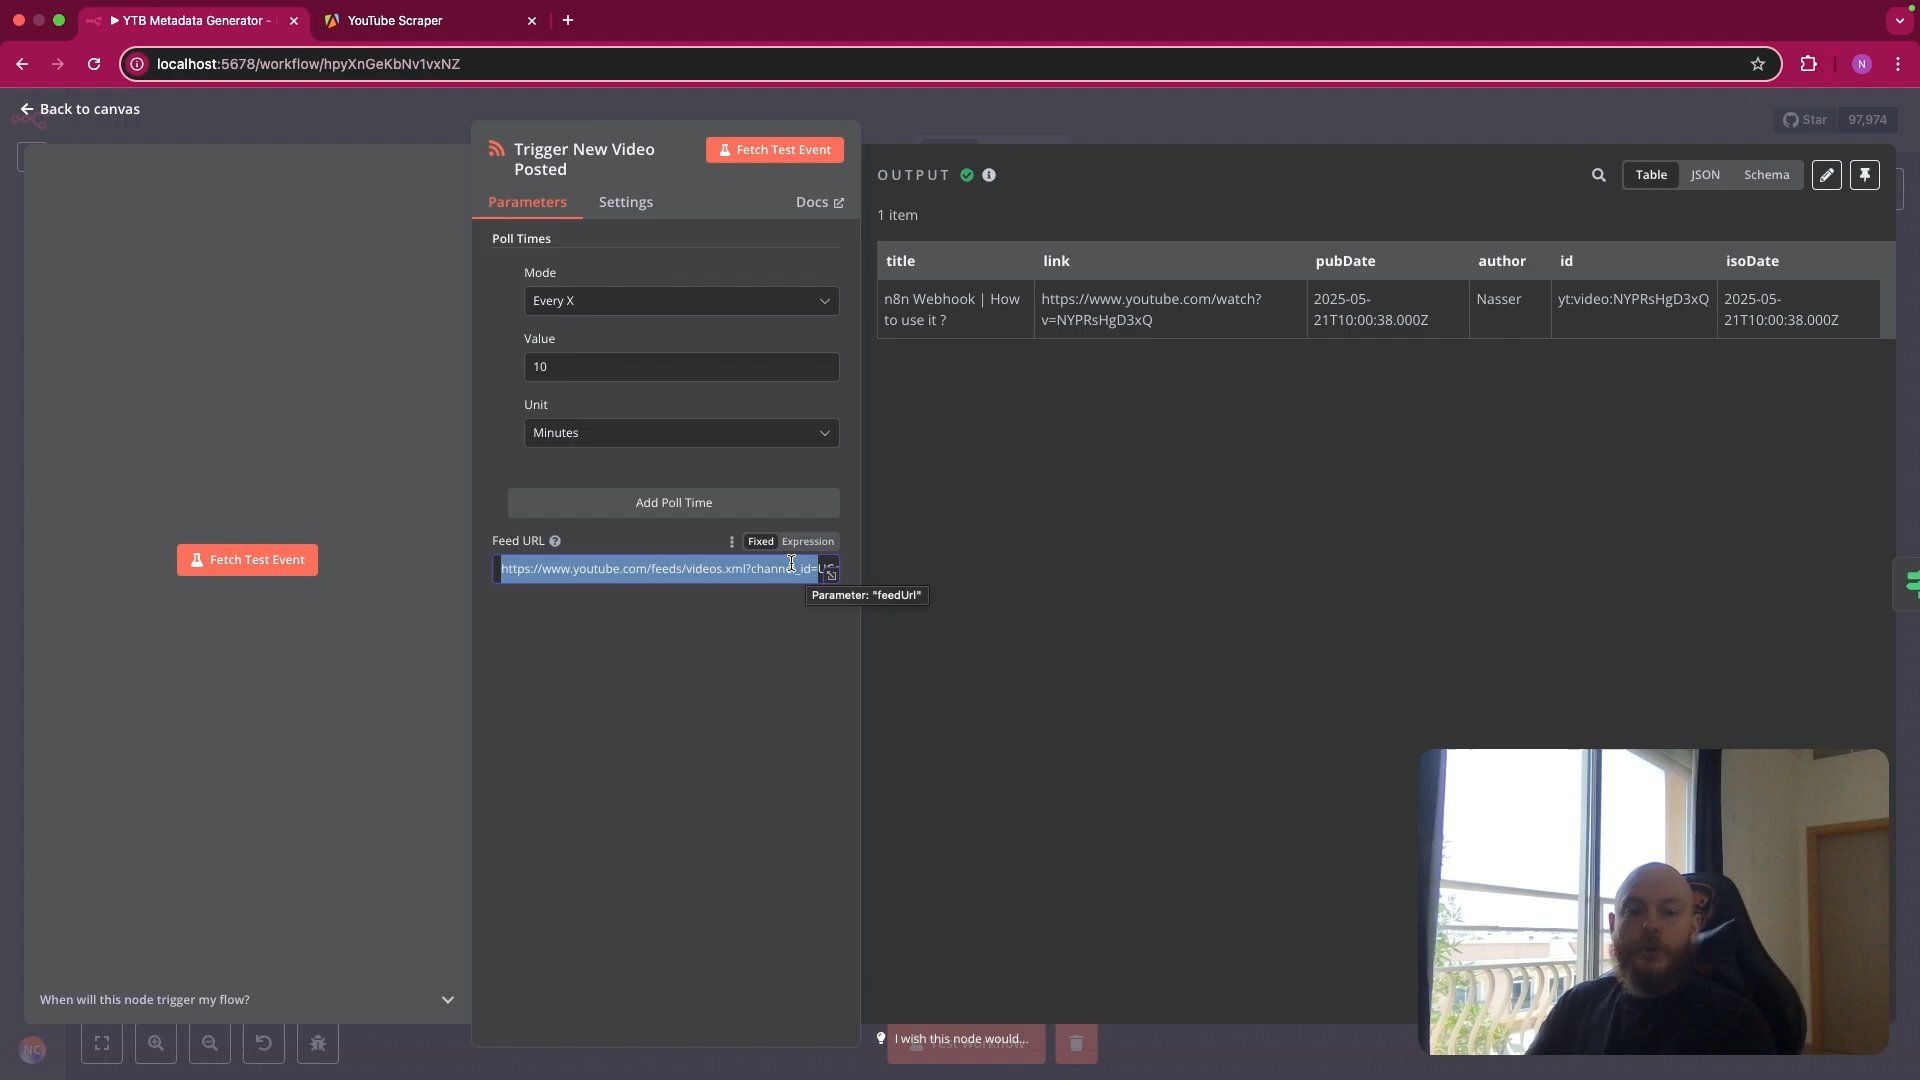 ▶ YTB Metadata Generator -
YouTube Scraper
localhost:5678/workflow/hpyXnGeKbNv1vxNZ
N
Back to canvas
Star 97,974
Trigger New Video
Posted
Fetch Test Event
Parameters
Settings
Docs
Poll Times
Mode
Every X
Value
10
Unit
Minutes
Add Poll Time
Feed URL
Fixed
Expression
https://www.youtube.com/feeds/videos.xml?channel_id=UC
Parameter: "feedUrl"
Fetch Test Event
When will this node trigger my flow?
OUTPUT
Table
JSON
Schema
1 item
title link pubDate author id isoDate
n8n Webhook | How
to use it ?
https://www.youtube.com/watch?
v=NYPRsHgD3xQ
2025-05-
21T10:00:38.000Z
Nasser
yt:video:NYPRsHgD3xQ
2025-05-
21T10:00:38.000Z
NC
I wish this node would...